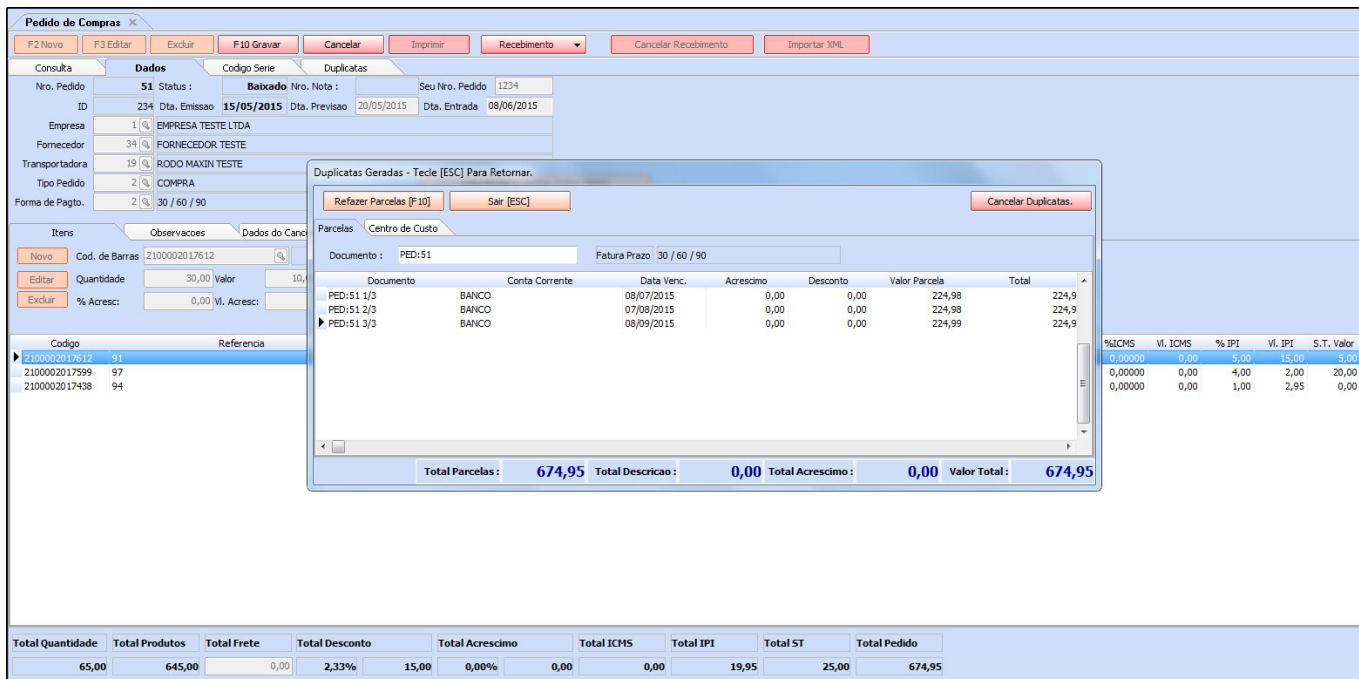 Pedido de Compras
F2 Novo F3 Editar Excluir F10 Gravar Cancelar Imprimir Recebimento Cancelar Recebimento Importar XML
Consulta Dados Codigo Serie Duplicatas
Nro. Pedido 51 Status : Baixado Nro. Nota : Seu Nro. Pedido 1234
ID 234 Dta. Emissao 15/05/2015 Dta. Previsao 20/05/2015 Dta. Entrada 08/06/2015
Empresa 1 EMPRESA TESTE LTDA
Fornecedor 34 FORNECEDOR TESTE
Transportadora 19 RODO MAXIN TESTE
Tipo Pedido 2 COMPRA
Forma de Pagto. 2 30 / 60 / 90
Itens Observacoes Dados do Canc
Novo Cod. de Barras 2100002017612
Editar Quantidade 30,00 Valor 10,
Excluir % Acresc: 0,00 Vl. Acresc:
Duplicatas Geradas - Tecle [ESC] Para Retornar.
Refazer Parcelas [F10] Sair [ESC] Cancelar Duplicatas.
Parcelas Centro de Custo
Documento : PED:51 Fatura Prazo 30 / 60 / 90
Documento Conta Corrente Data Venc. Acrescimo Desconto Valor Parcela Total
PED:51 1/3 BANCO 08/07/2015 0,00 0,00 224,98 224,9
PED:51 2/3 BANCO 07/08/2015 0,00 0,00 224,98 224,9
PED:51 3/3 BANCO 08/09/2015 0,00 0,00 224,99 224,9
Total Parcelas : 674,95 Total Descricao : 0,00 Total Acrescimo : 0,00 Valor Total : 674,95
Codigo Referencia %ICMS Vl. ICMS % IPI Vl. IPI S.T. Valor
2100002017612 91 0,00000 0,00 5,00 15,00 5,00
2100002017599 97 0,00000 0,00 4,00 2,00 20,00
2100002017438 94 0,00000 0,00 1,00 2,95 0,00
Total Quantidade Total Produtos Total Frete Total Desconto Total Acrescimo Total ICMS Total IPI Total ST Total Pedido
65,00 645,00 0,00 2,33% 15,00 0,00% 0,00 0,00 19,95 25,00 674,95